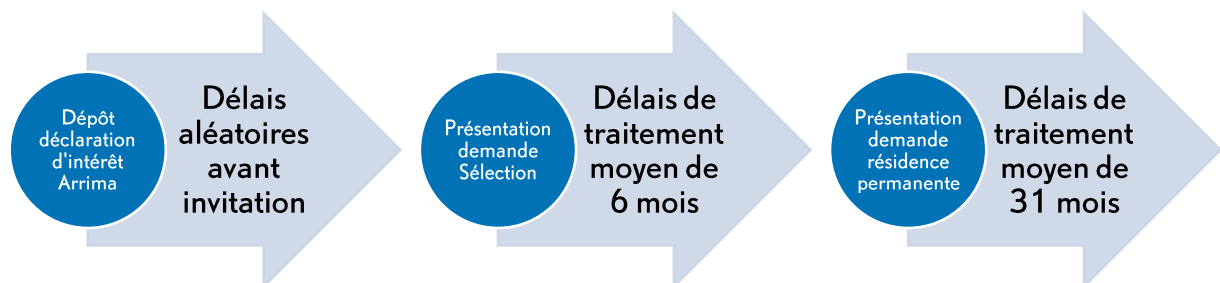 Dépôt
déclaration
d'intérêt
Arrima
Délais
aléatoires
avant
invitation
Présentation
demande
Sélection
Délais de
traitement
moyen de
6 mois
Présentation
demande
résidence
permanente
Délais de
traitement
moyen de
31 mois